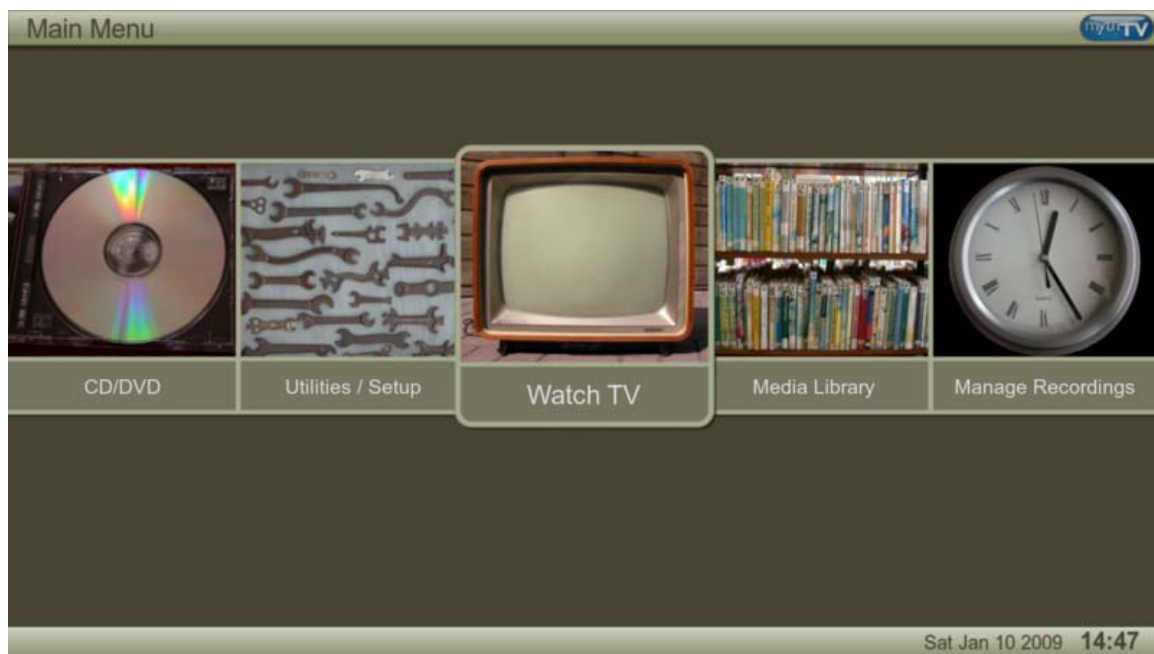 Main Menu
mythTV
CD/DVD
Utilities / Setup
Watch TV
Media Library
Manage Recordings
Sat Jan 10 2009 14:47